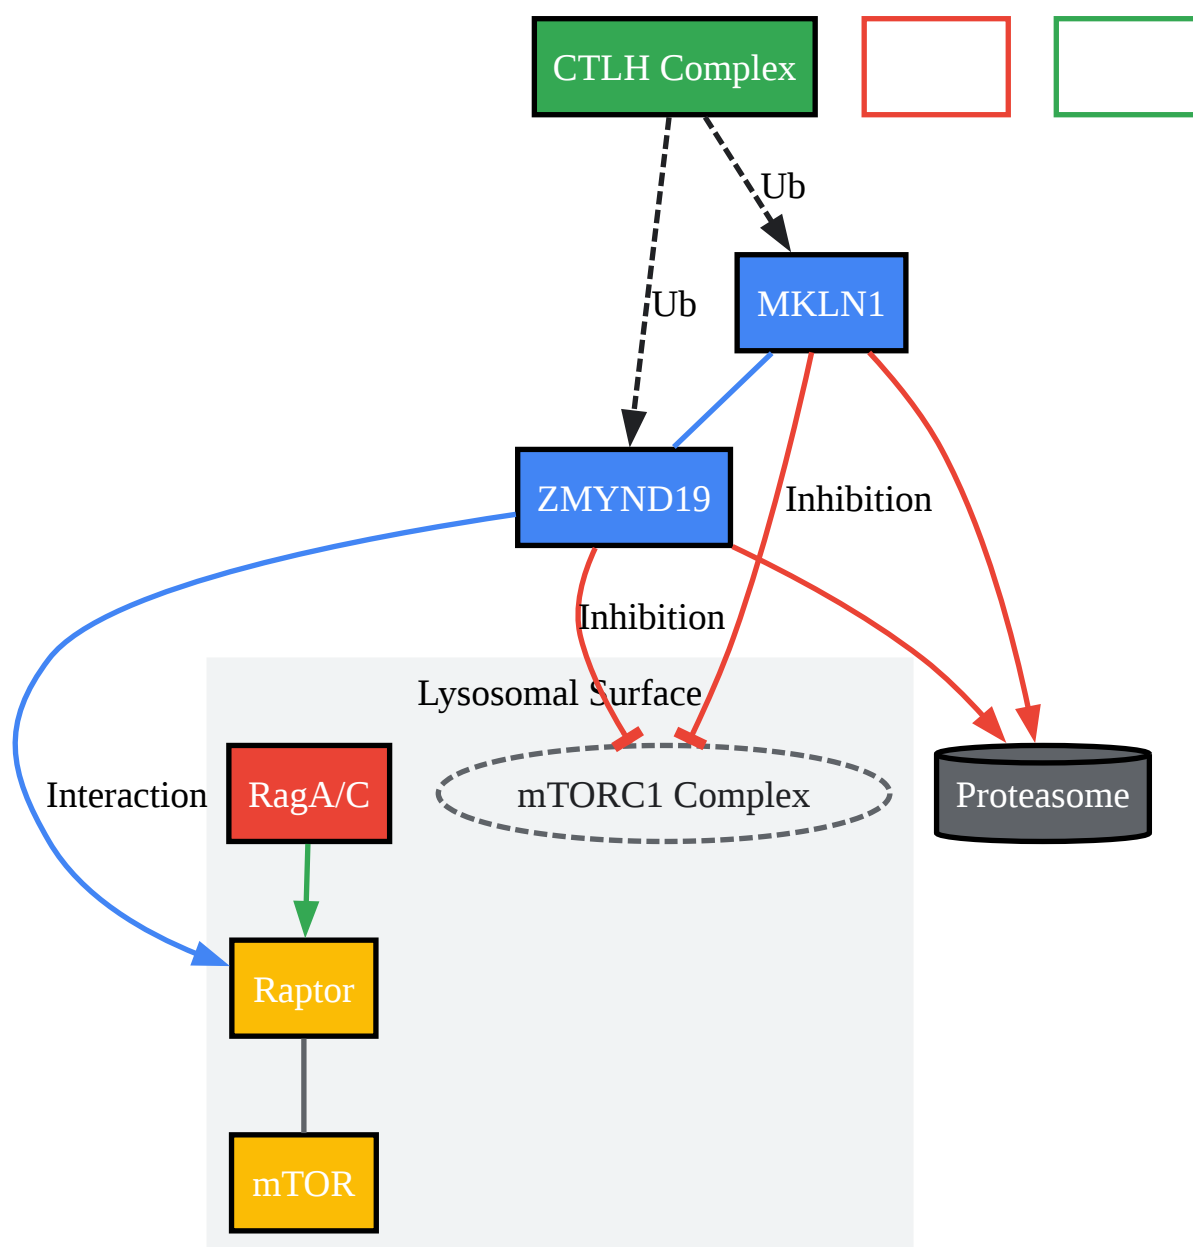 CTLH Complex
Ub
Ub
MKLN1
ZMYND19
Inhibition
Inhibition
Lysosomal Surface
Interaction
RagA/C
mTORC1 Complex
Proteasome
Raptor
mTOR